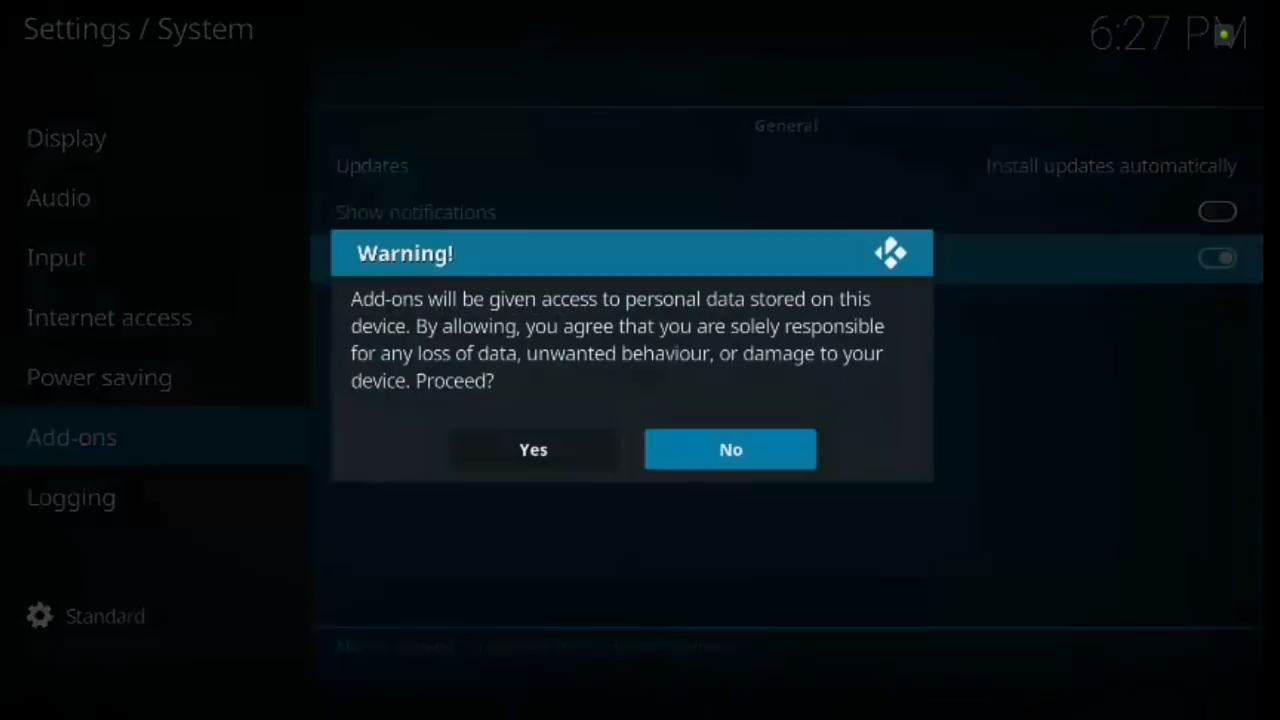 Settings / System
6:27 PM
Display
Audio
Input
Internet access
Power saving
Add-ons
Logging
Standard
General
Updates
Install updates automatically
Show notifications
Warning!
Add-ons will be given access to personal data stored on this
device. By allowing, you agree that you are solely responsible
for any loss of data, unwanted behaviour, or damage to your
device. Proceed?
Yes
No